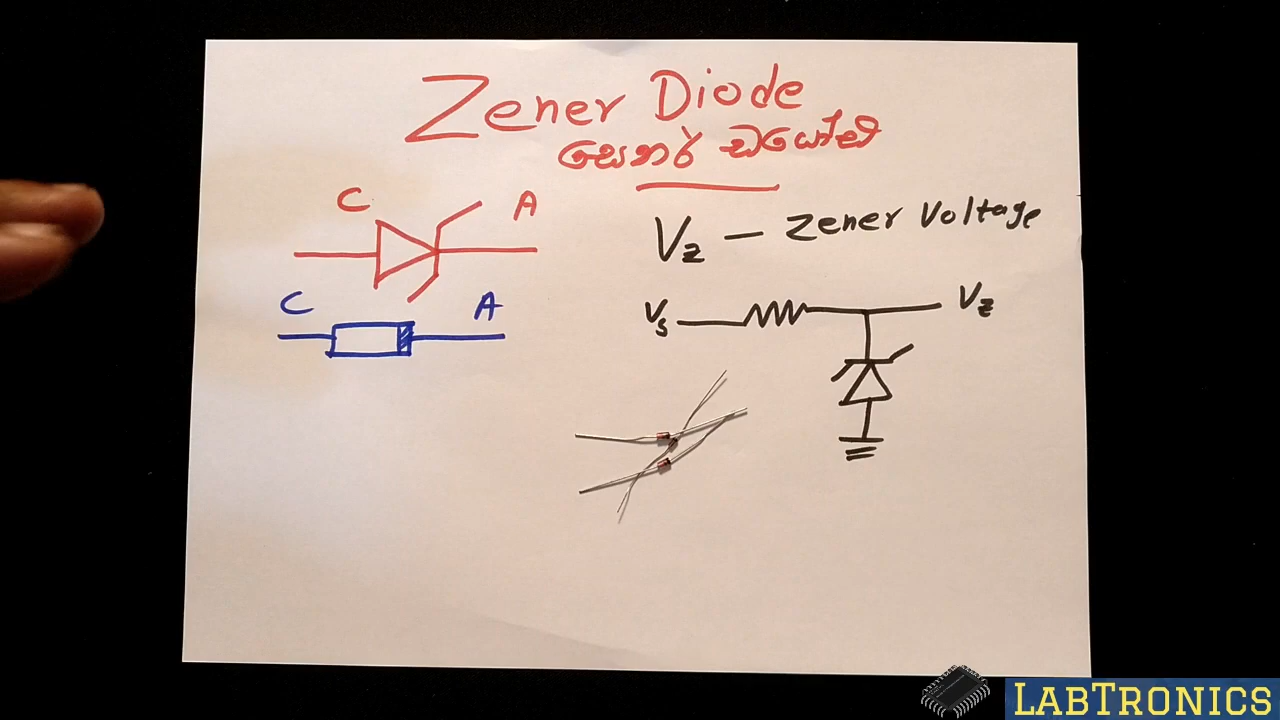 Zener Diode
සෙනර් ඩයෝඩ
C A
Vz — Zener Voltage
C A
Vs Vz
LABTRONICS